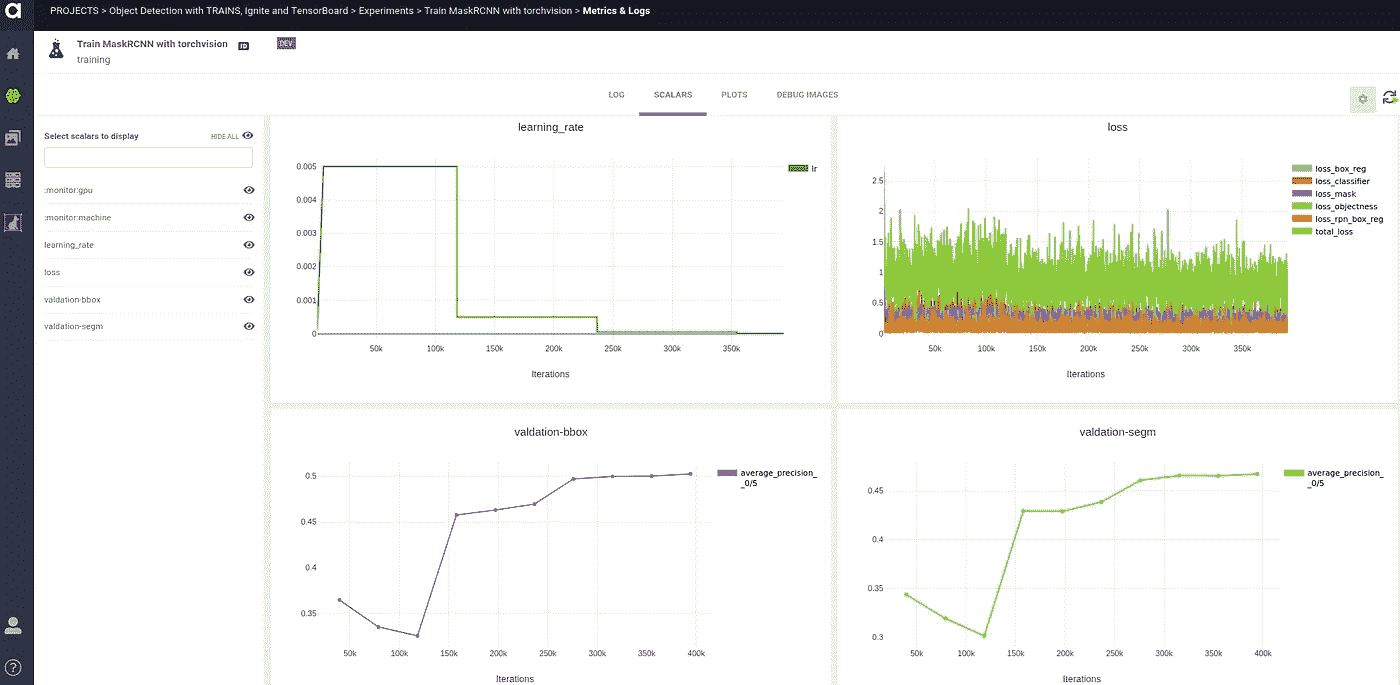 PROJECTS > Object Detection with TRAINS, Ignite and TensorBoard > Experiments > Train MaskRCNN with torchvision > Metrics & Logs
Train MaskRCNN with torchvision ID DEV
training
LOG SCALARS PLOTS DEBUG IMAGES
Select scalars to display HIDE ALL
:monitor:gpu
:monitor:machine
learning_rate
loss
valdation-bbox
valdation-segm
learning_rate
0.005
0.004
0.003
0.002
0.001
0
50k 100k 150k 200k 250k 300k 350k
Iterations
lr
loss
2.5
2
1.5
1
0.5
0
50k 100k 150k 200k 250k 300k 350k
Iterations
loss_box_reg
loss_classifier
loss_mask
loss_objectness
loss_rpn_box_reg
total_loss
valdation-bbox
0.5
0.45
0.4
0.35
50k 100k 150k 200k 250k 300k 350k 400k
Iterations
average_precision_
_0/5
valdation-segm
0.45
0.4
0.35
0.3
50k 100k 150k 200k 250k 300k 350k 400k
Iterations
average_precision_
_0/5